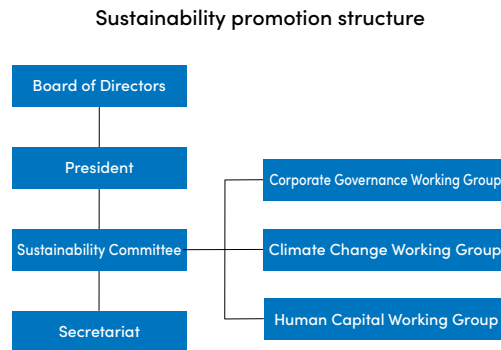 Sustainability promotion structure
Board of Directors
President
Corporate Governance Working Group
Sustainability Committee
Climate Change Working Group
Human Capital Working Group
Secretariat